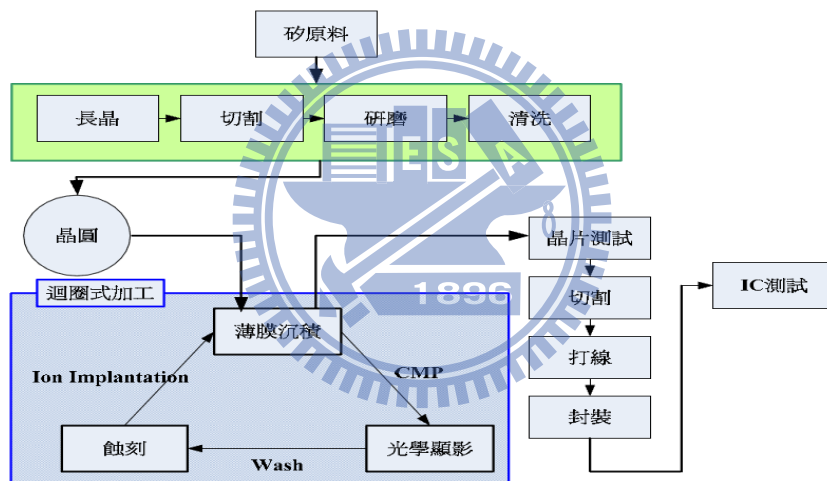 矽原料
長晶
切割
研磨
清洗
晶圓
迴圈式加工
薄膜沉積
Ion Implantation
CMP
蝕刻
Wash
光學顯影
晶片測試
切割
打線
封裝
IC測試
E S A
8
1896